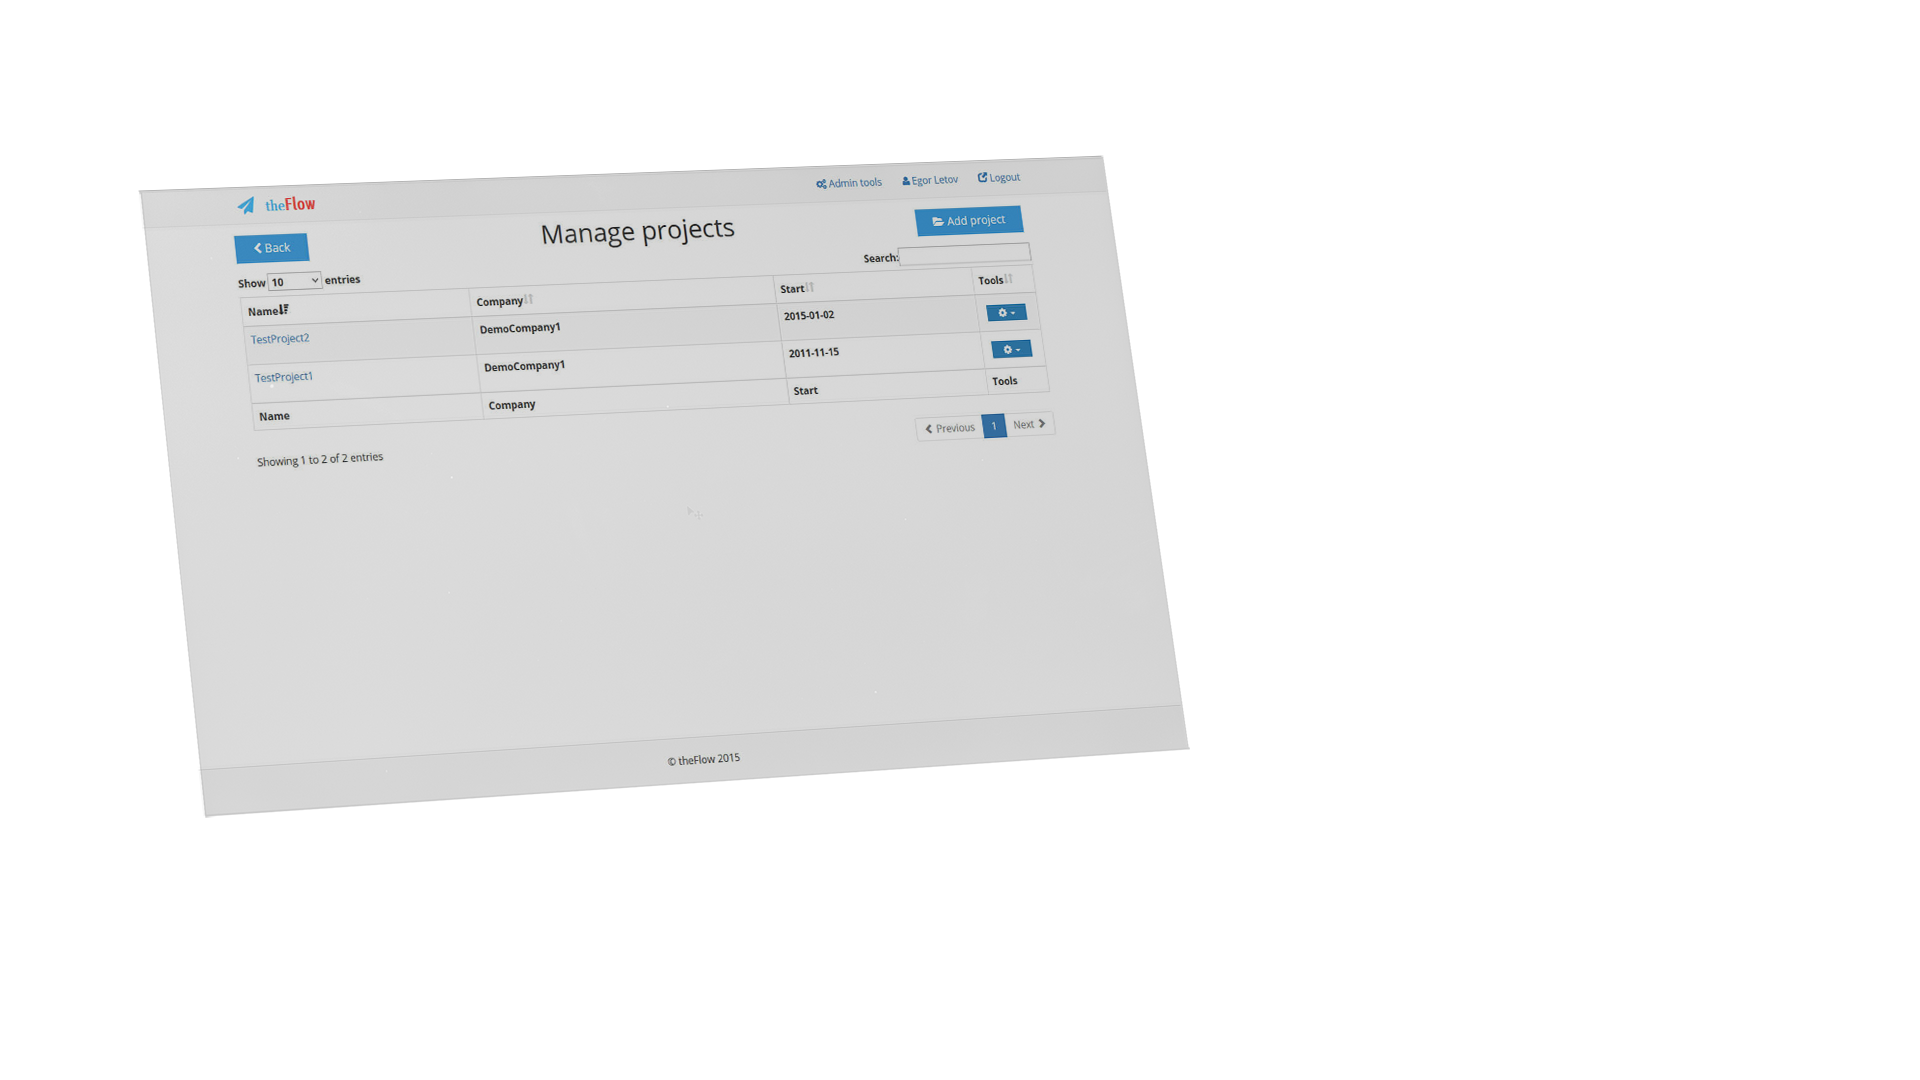 theFlow Admin tools Egor Letov Logout
Back Manage projects Add project
Show 10 entries Search:
Name Company Start Tools
TestProject2 DemoCompany1 2015-01-02
TestProject1 DemoCompany1 2011-11-15
Name Company Start Tools
Showing 1 to 2 of 2 entries Previous 1 Next
© theFlow 2015